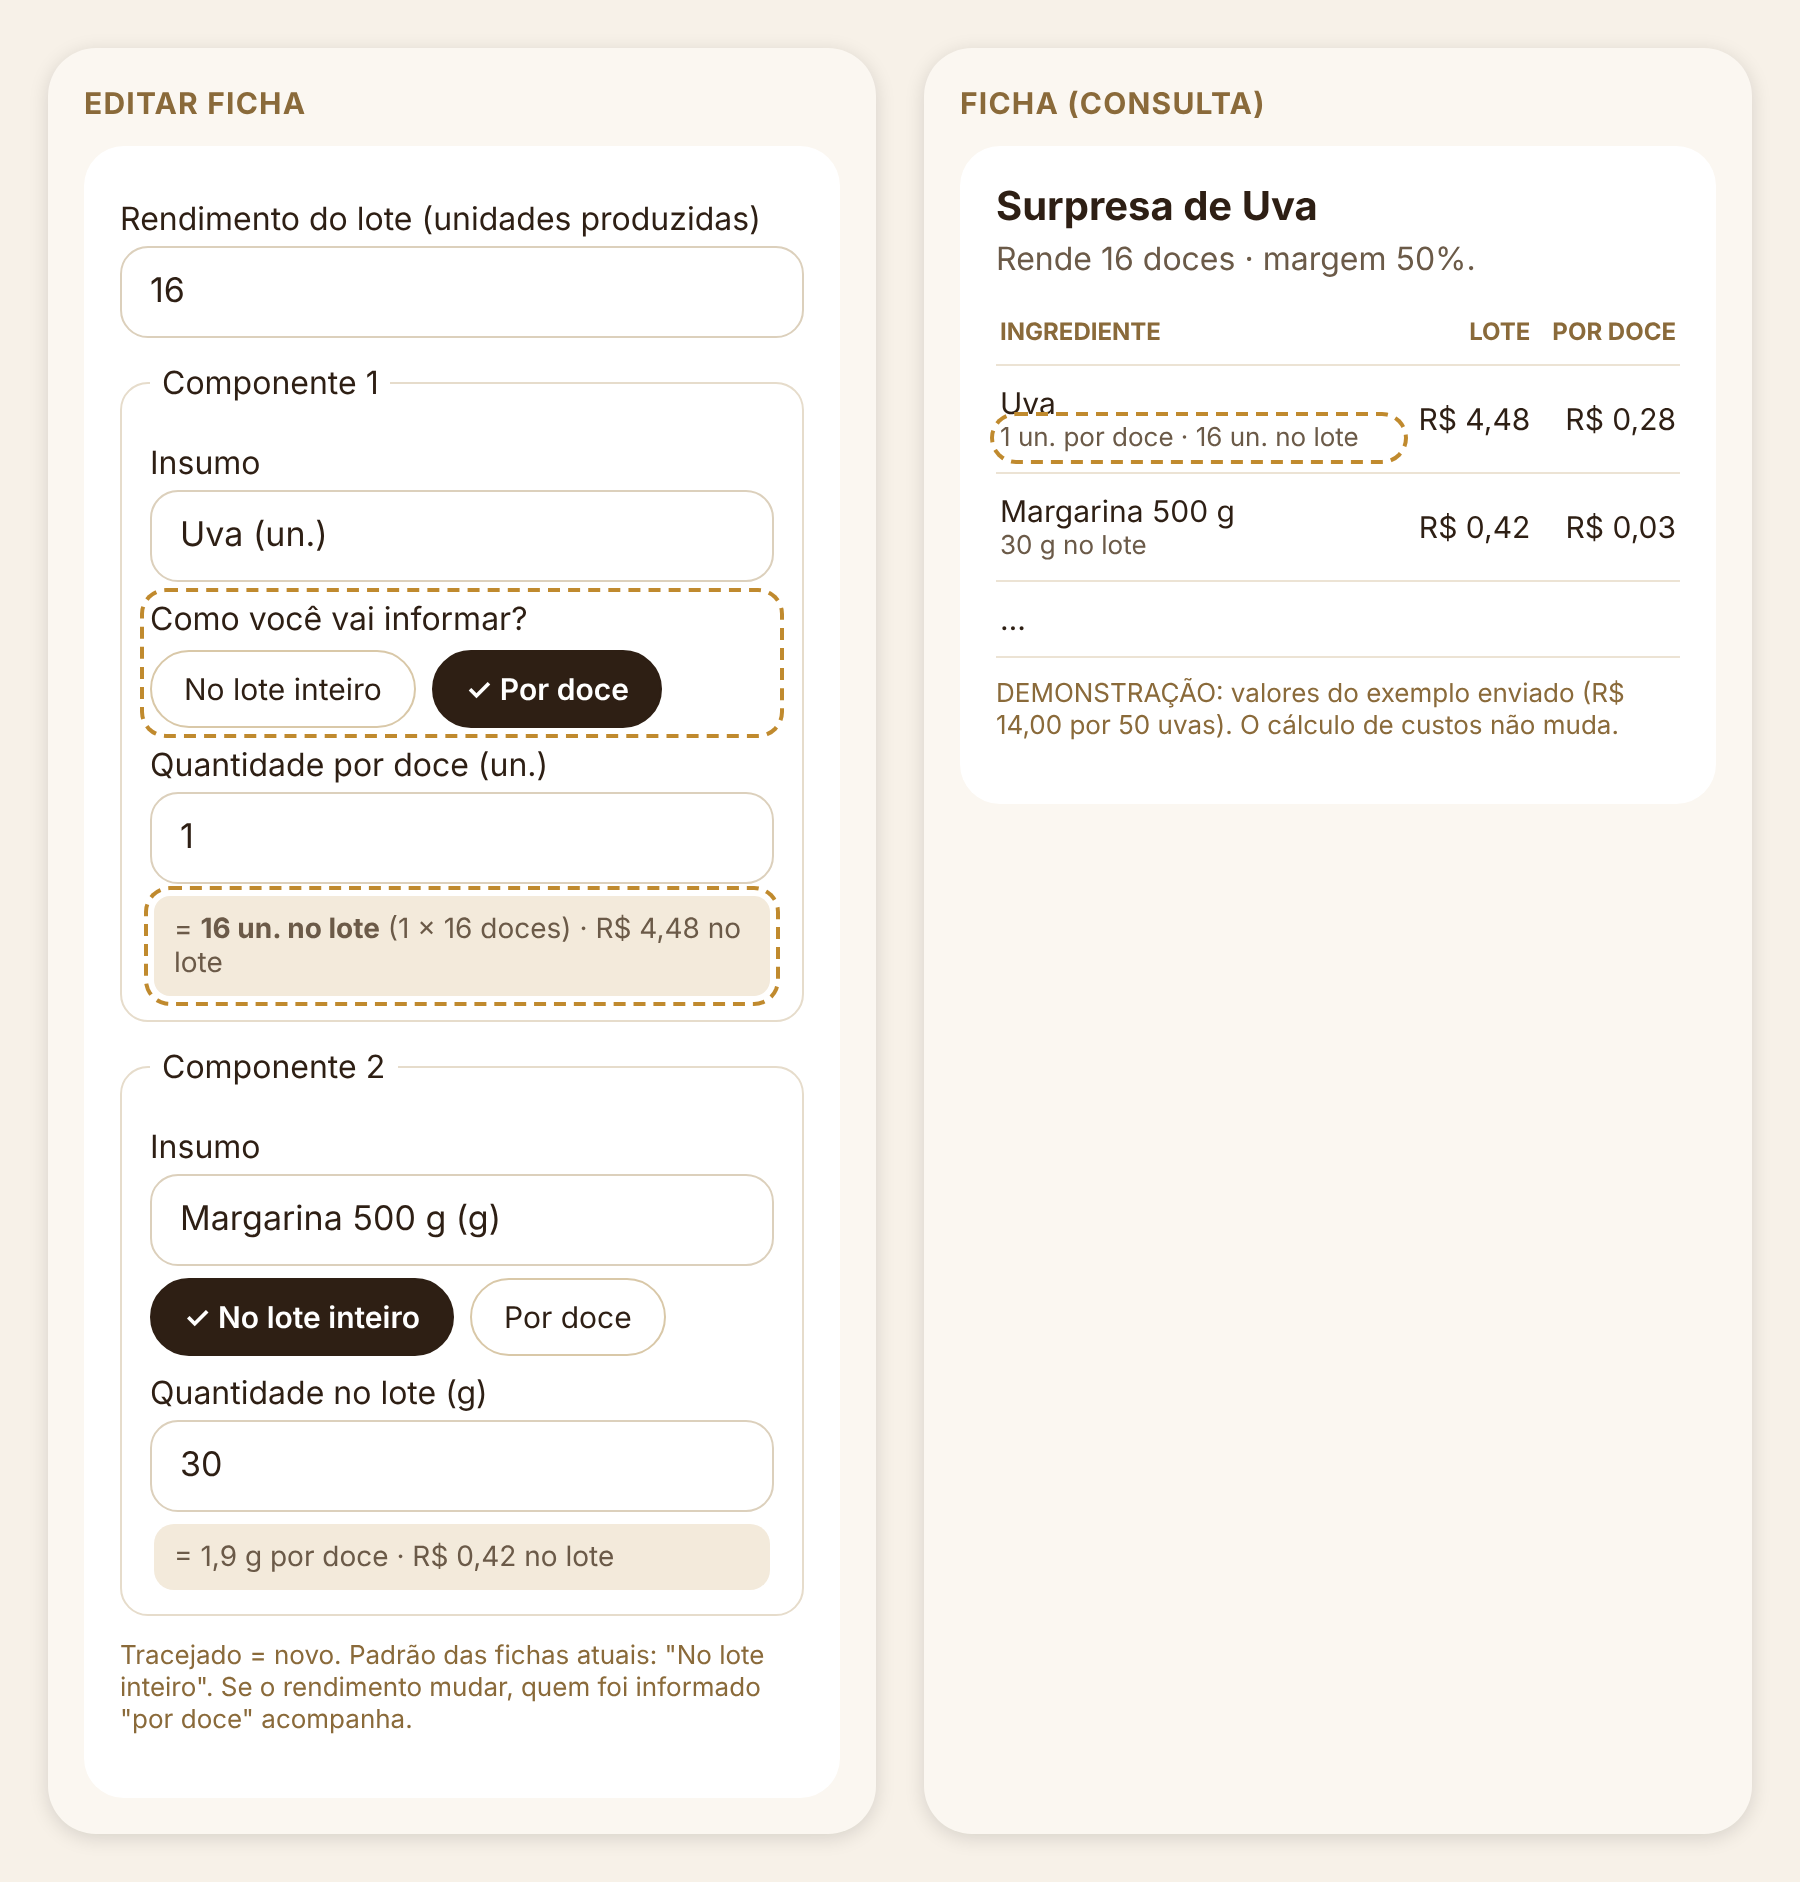 EDITAR FICHA
Rendimento do lote (unidades produzidas)
16
Componente 1
Insumo
Uva (un.)
Como você vai informar?
No lote inteiro
✓ Por doce
Quantidade por doce (un.)
1
= 16 un. no lote (1 × 16 doces) · R$ 4,48 no
lote
Componente 2
Insumo
Margarina 500 g (g)
✓ No lote inteiro
Por doce
Quantidade no lote (g)
30
= 1,9 g por doce · R$ 0,42 no lote
Tracejado = novo. Padrão das fichas atuais: "No lote
inteiro". Se o rendimento mudar, quem foi informado
"por doce" acompanha.
FICHA (CONSULTA)
Surpresa de Uva
Rende 16 doces · margem 50%.
INGREDIENTE LOTE POR DOCE
Uva
1 un. por doce · 16 un. no lote
R$ 4,48 R$ 0,28
Margarina 500 g
30 g no lote
R$ 0,42 R$ 0,03
...
DEMONSTRAÇÃO: valores do exemplo enviado (R$
14,00 por 50 uvas). O cálculo de custos não muda.